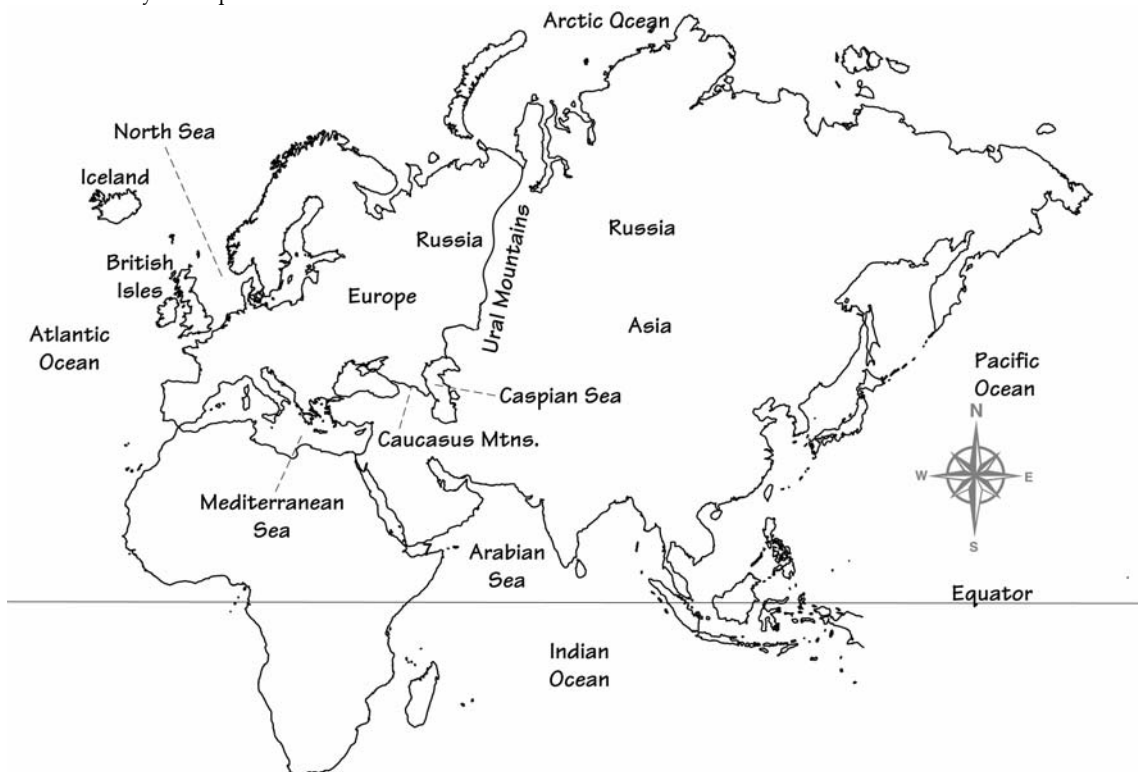 Arctic Ocean
North Sea
Iceland
Russia
Russia
British
Isles
Ural Mountains
Europe
Asia
Atlantic
Ocean
Pacific
Ocean
Caspian Sea
N
Caucasus Mtns.
W
E
Mediterranean
Sea
S
Arabian
Sea
Equator
Indian
Ocean